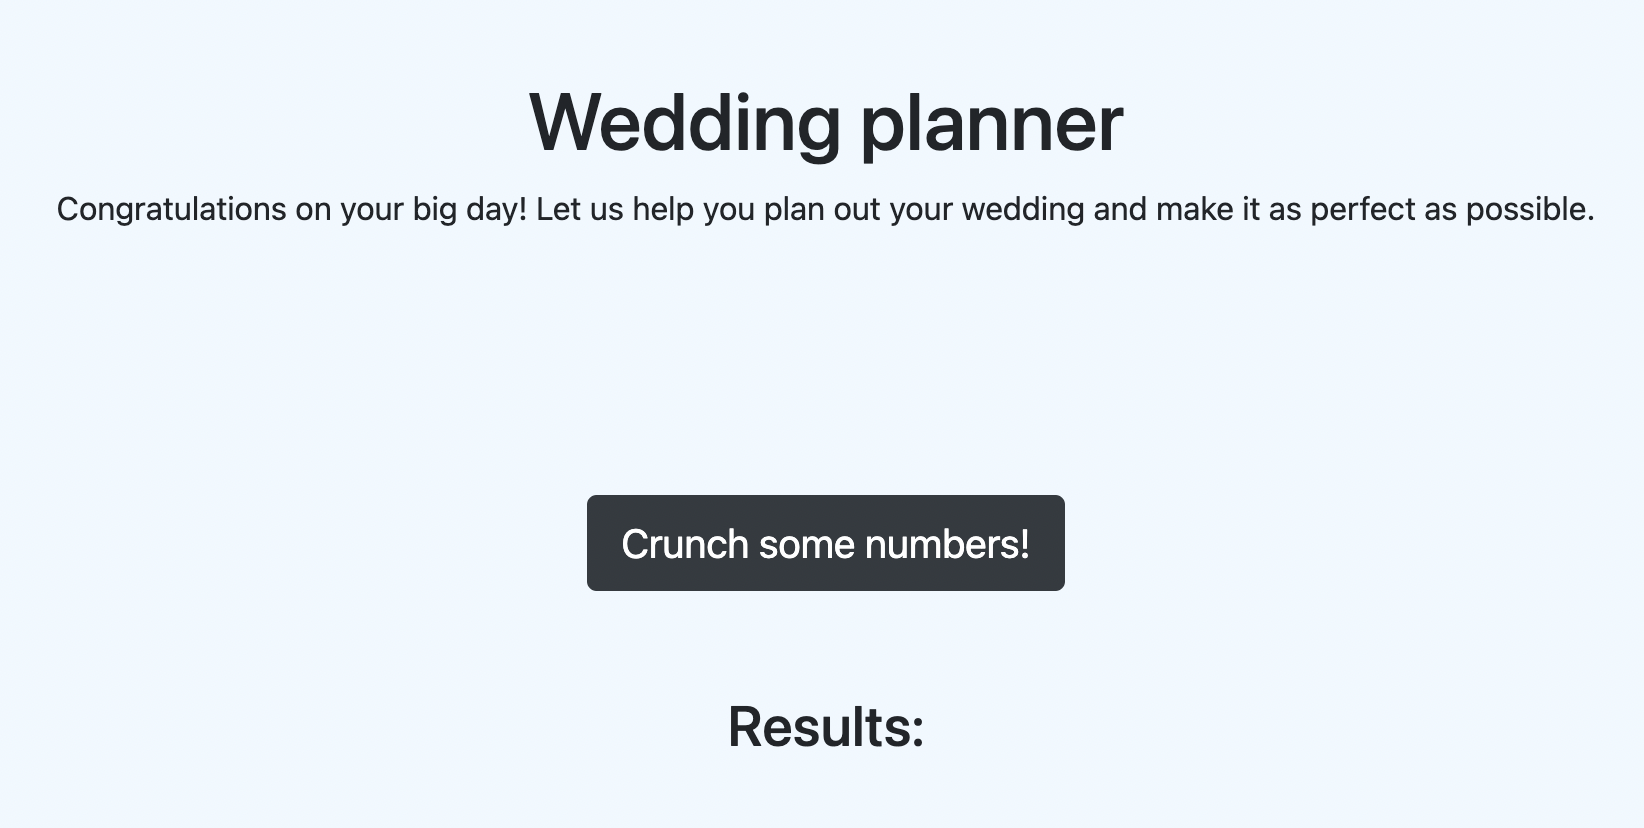 Wedding planner
Congratulations on your big day! Let us help you plan out your wedding and make it as perfect as possible.
Crunch some numbers!
Results: